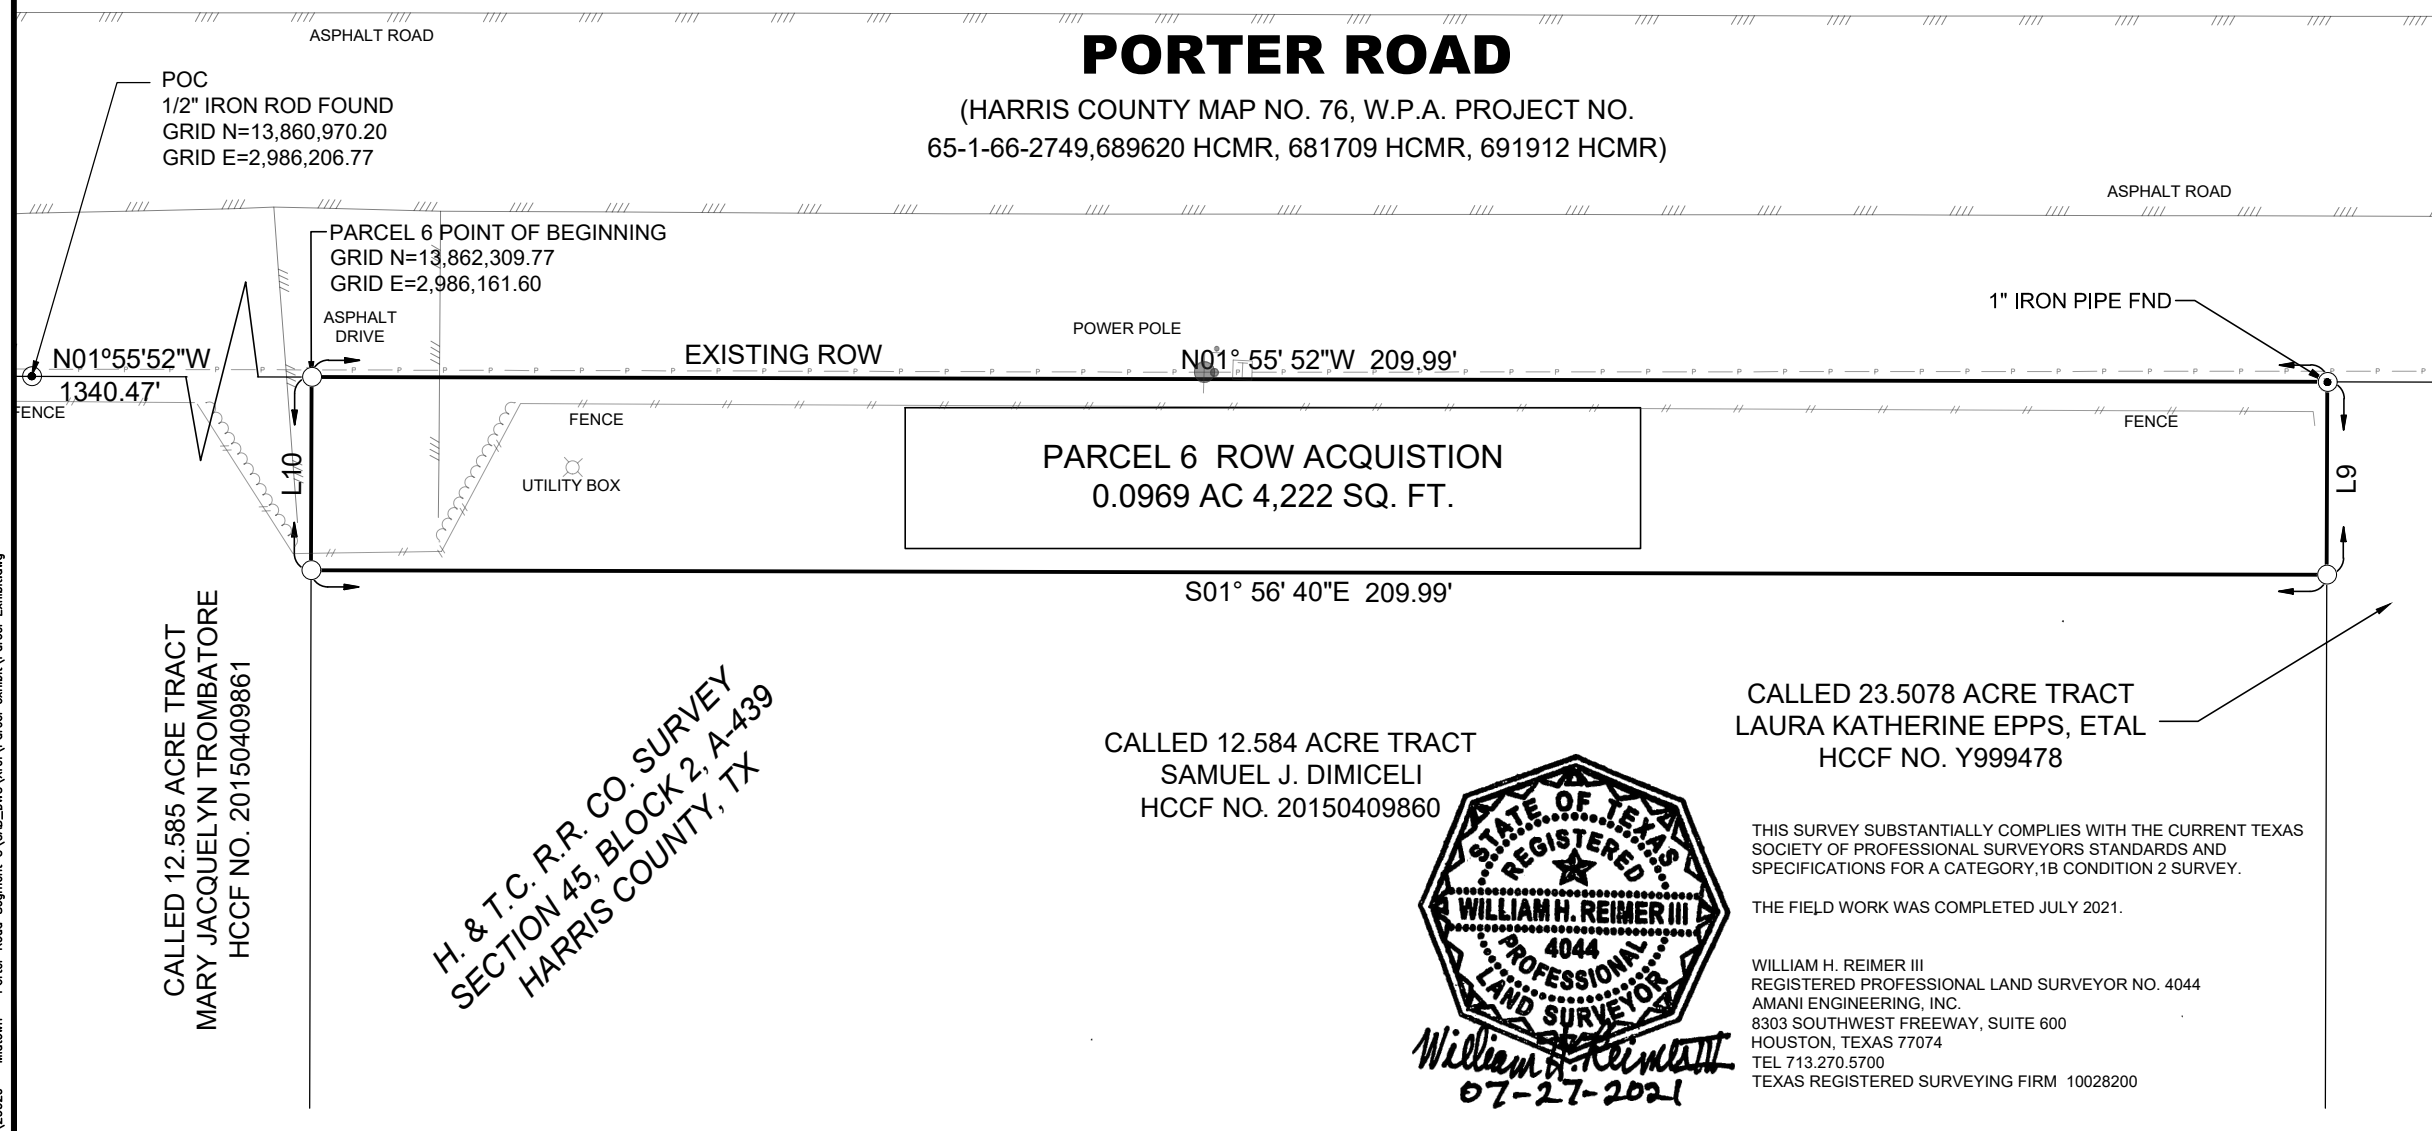 ASPHALT ROAD
PORTER ROAD
(HARRIS COUNTY MAP NO. 76, W.P.A. PROJECT NO.
65-1-66-2749,689620 HCMR, 681709 HCMR, 691912 HCMR)
POC
1/2" IRON ROD FOUND
GRID N=13,860,970.20
GRID E=2,986,206.77
ASPHALT ROAD
PARCEL 6 POINT OF BEGINNING
GRID N=13,862,309.77
GRID E=2,986,161.60
ASPHALT
DRIVE
POWER POLE
1" IRON PIPE FND
N01°55'52"W
1340.47'
EXISTING ROW
N01° 55' 52"W 209.99'
FENCE
FENCE
FENCE
UTILITY BOX
L10
L9
PARCEL 6 ROW ACQUISTION
0.0969 AC 4,222 SQ. FT.
S01° 56' 40"E 209.99'
CALLED 12.585 ACRE TRACT
MARY JACQUELYN TROMBATORE
HCCF NO. 20150409861
H. & T.C. R.R. CO. SURVEY
SECTION 45, BLOCK 2, A-439
HARRIS COUNTY, TX
CALLED 12.584 ACRE TRACT
SAMUEL J. DIMICELI
HCCF NO. 20150409860
CALLED 23.5078 ACRE TRACT
LAURA KATHERINE EPPS, ETAL
HCCF NO. Y999478
STATE OF TEXAS
REGISTERED
WILLIAM H. REIMER III
4044
PROFESSIONAL
LAND SURVEYOR
William H. Reimer III
07-27-2021
THIS SURVEY SUBSTANTIALLY COMPLIES WITH THE CURRENT TEXAS
SOCIETY OF PROFESSIONAL SURVEYORS STANDARDS AND
SPECIFICATIONS FOR A CATEGORY,1B CONDITION 2 SURVEY.
THE FIELD WORK WAS COMPLETED JULY 2021.
WILLIAM H. REIMER III
REGISTERED PROFESSIONAL LAND SURVEYOR NO. 4044
AMANI ENGINEERING, INC.
8303 SOUTHWEST FREEWAY, SUITE 600
HOUSTON, TEXAS 77074
TEL 713.270.5700
TEXAS REGISTERED SURVEYING FIRM 10028200